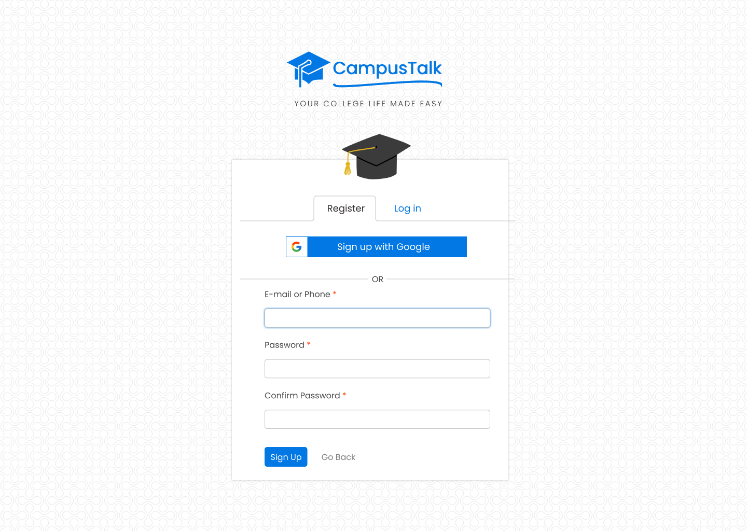 CampusTalk
YOUR COLLEGE LIFE MADE EASY
Register Log in
Sign up with Google
OR
E-mail or Phone *
Password *
Confirm Password *
Sign Up Go Back